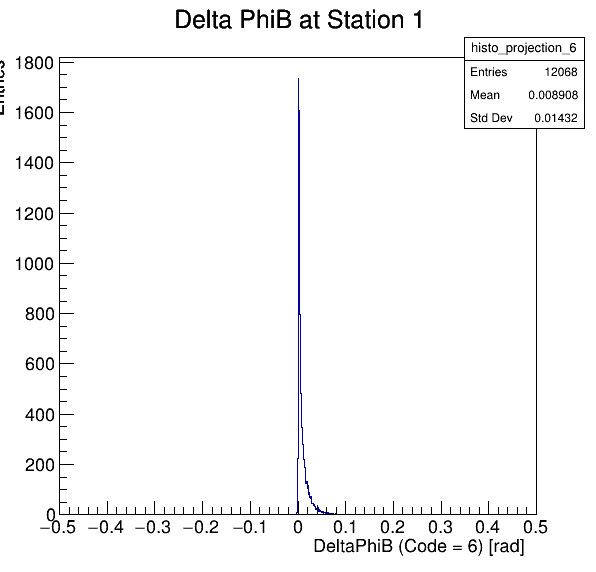 Delta PhiB at Station 1
histo_projection_6
Entries 12068
Mean 0.008908
Std Dev 0.01432
Entries
1800
1600
1400
1200
1000
800
600
400
200
0
−0.5 −0.4 −0.3 −0.2 −0.1 0 0.1 0.2 0.3 0.4 0.5
DeltaPhiB (Code = 6) [rad]